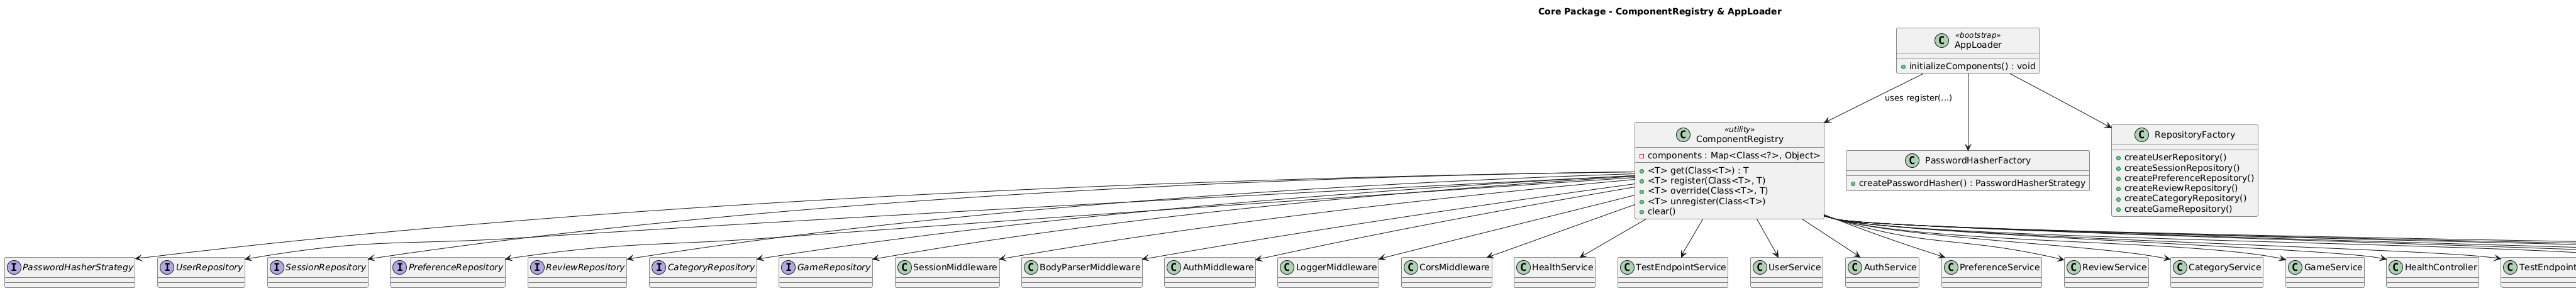 Core Package - ComponentRegistry & AppLoader
C
«bootstrap»
AppLoader
initializeComponents() : void
uses register(...)
C
«utility»
ComponentRegistry
components : Map<Class<?>, Object>
<T> get(Class<T>) : T
<T> register(Class<T>, T)
<T> override(Class<T>, T)
<T> unregister(Class<T>)
clear()
C PasswordHasherFactory
createPasswordHasher() : PasswordHasherStrategy
C RepositoryFactory
createUserRepository()
createSessionRepository()
createPreferenceRepository()
createReviewRepository()
createCategoryRepository()
createGameRepository()
I PasswordHasherStrategy
I UserRepository
I SessionRepository
I PreferenceRepository
I ReviewRepository
I CategoryRepository
I GameRepository
C SessionMiddleware
C BodyParserMiddleware
C AuthMiddleware
C LoggerMiddleware
C CorsMiddleware
C HealthService
C TestEndpointService
C UserService
C AuthService
C PreferenceService
C ReviewService
C CategoryService
C GameService
C HealthController
C TestEndpoint